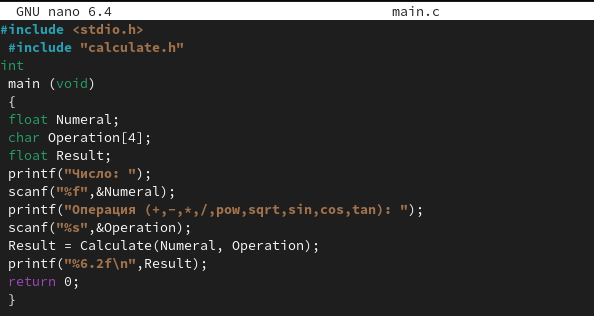 GNU nano 6.4 main.c
#include <stdio.h>
#include "calculate.h"
int
main (void)
{
float Numeral;
char Operation[4];
float Result;
printf("Число: ");
scanf("%f",&Numeral);
printf("Операция (+,-,*,/,pow,sqrt,sin,cos,tan): ");
scanf("%s",&Operation);
Result = Calculate(Numeral, Operation);
printf("%6.2f\n",Result);
return 0;
}